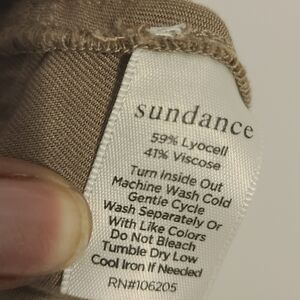 sundance
59% Lyocell
41% Viscose
Turn Inside Out
Machine Wash Cold
Gentle Cycle
Wash Separately Or
With Like Colors
Do Not Bleach
Tumble Dry Low
Cool Iron If Needed
RN#106205